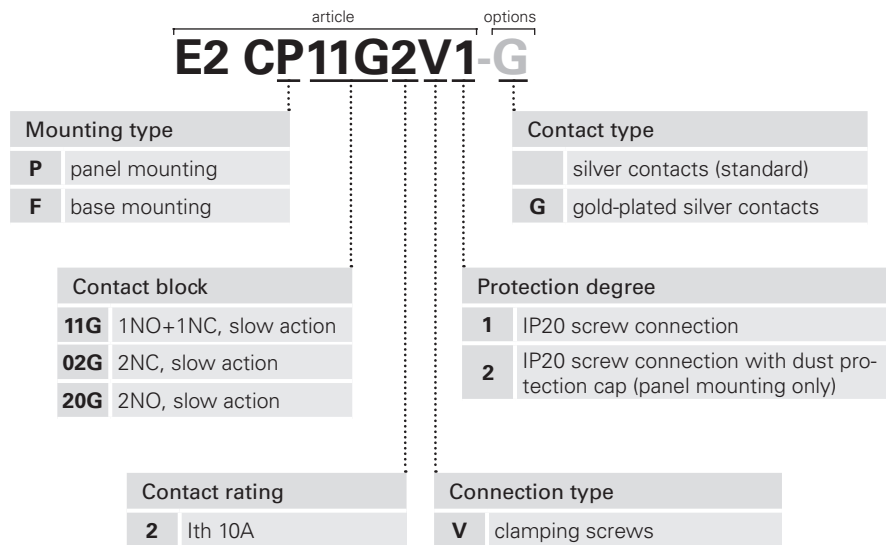 article options
E2 CP11G2V1-G
Mounting type
P panel mounting
F base mounting
Contact type
silver contacts (standard)
G gold-plated silver contacts
Contact block
11G 1NO+1NC, slow action
02G 2NC, slow action
20G 2NO, slow action
Protection degree
1 IP20 screw connection
2 IP20 screw connection with dust pro-
tection cap (panel mounting only)
Contact rating
2 Ith 10A
Connection type
V clamping screws